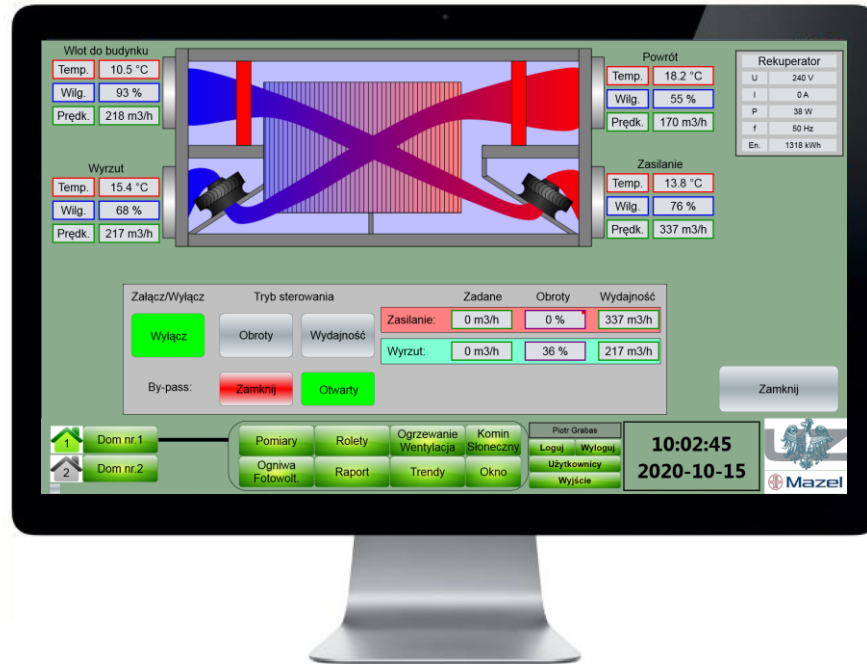 Wlot do budynku
Temp. 10.5 °C
Wilg. 93 %
Prędk. 218 m3/h
Wyrzut
Temp. 15.4 °C
Wilg. 68 %
Prędk. 217 m3/h
Powrót
Temp. 18.2 °C
Wilg. 55 %
Prędk. 170 m3/h
Zasilanie
Temp. 13.8 °C
Wilg. 76 %
Prędk. 337 m3/h
Rekuperator
U 240 V
I 0 A
P 38 W
f 50 Hz
En. 1318 kWh
Załącz/Wyłącz Tryb sterowania Zadane Obroty Wydajność
Wyłącz Obroty Wydajność
Zasilanie: 0 m3/h 0 % 337 m3/h
Wyrzut: 0 m3/h 36 % 217 m3/h
By-pass: Zamknij Otwarty
Zamknij
1 Dom nr.1
2 Dom nr.2
Pomiary Rolety Ogrzewanie Wentylacja Komin Słoneczny
Ogniwa Fotowolt. Raport Trendy Okno
Piotr Grabas
Loguj Wyloguj
Użytkownicy
Wyjście
10:02:45
2020-10-15
UZ
Mazel